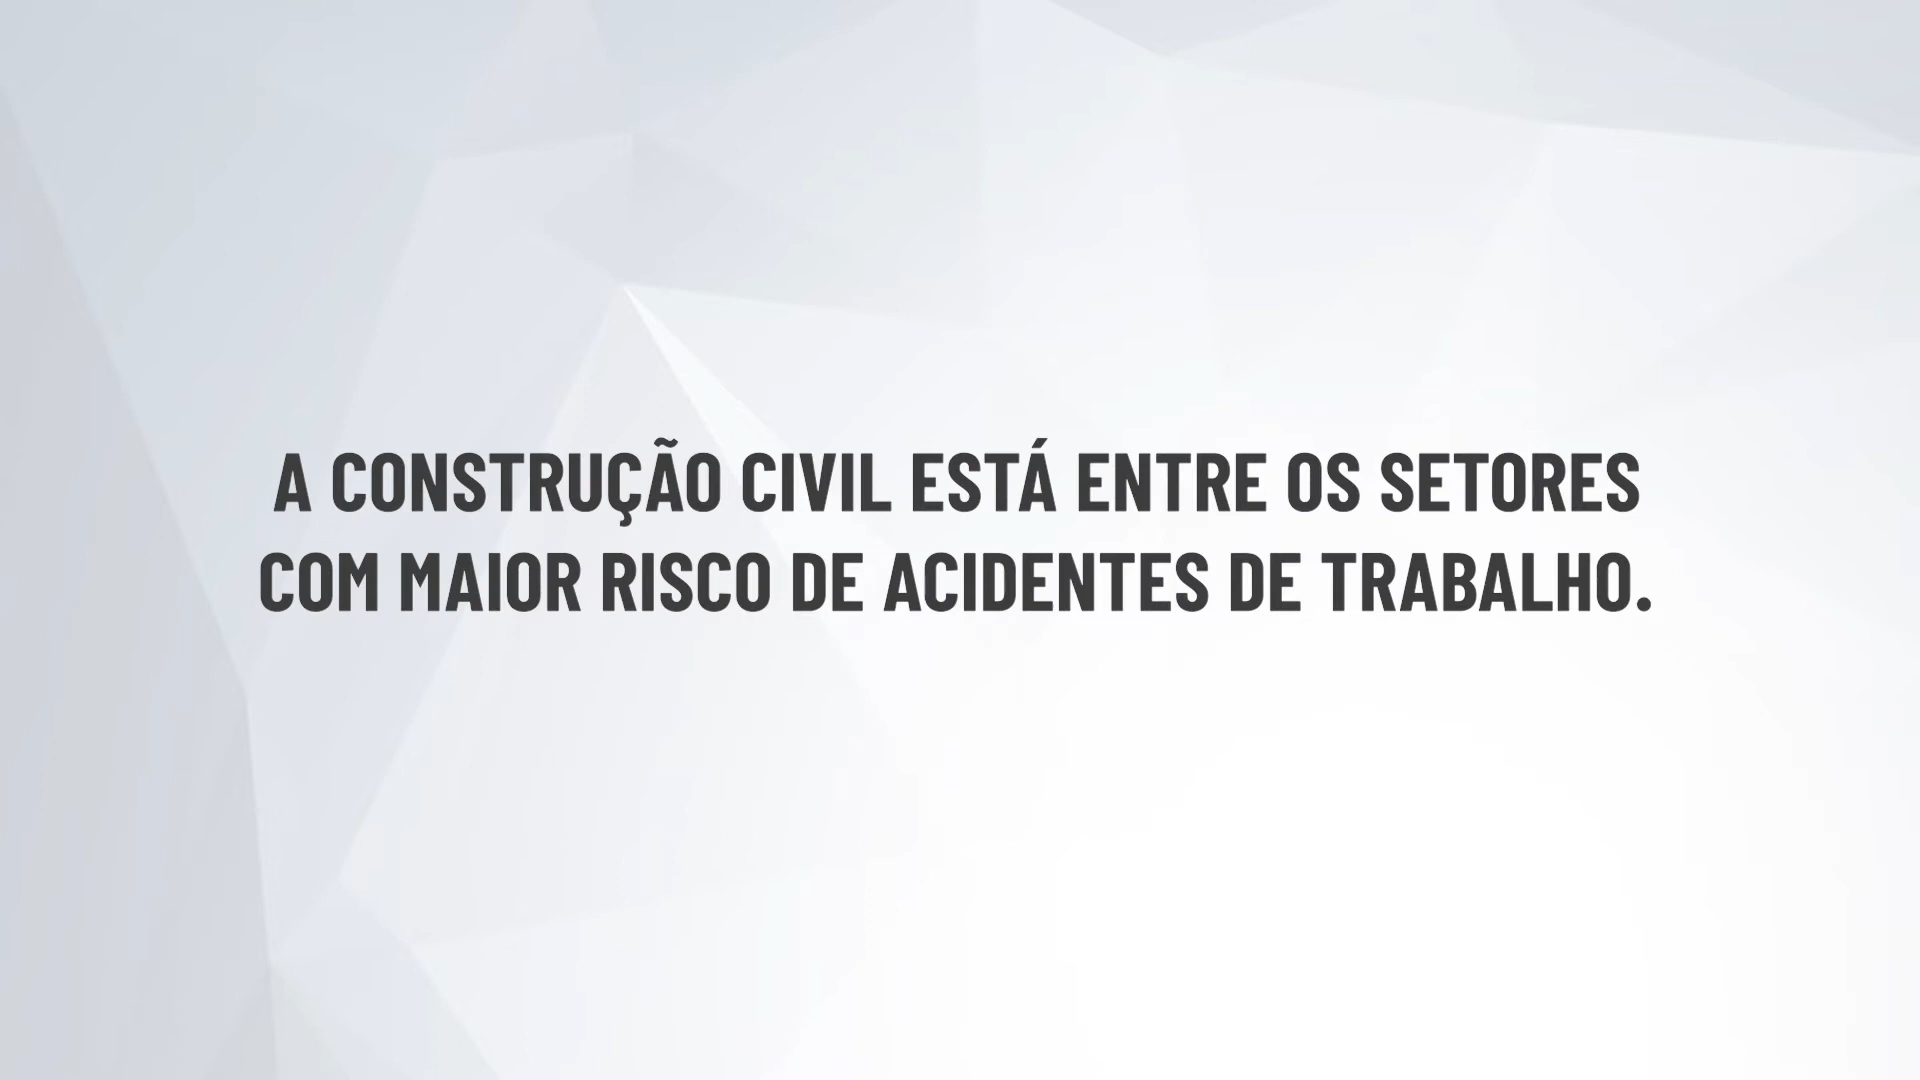 A CONSTRUÇÃO CIVIL ESTÁ ENTRE OS SETORES
COM MAIOR RISCO DE ACIDENTES DE TRABALHO.